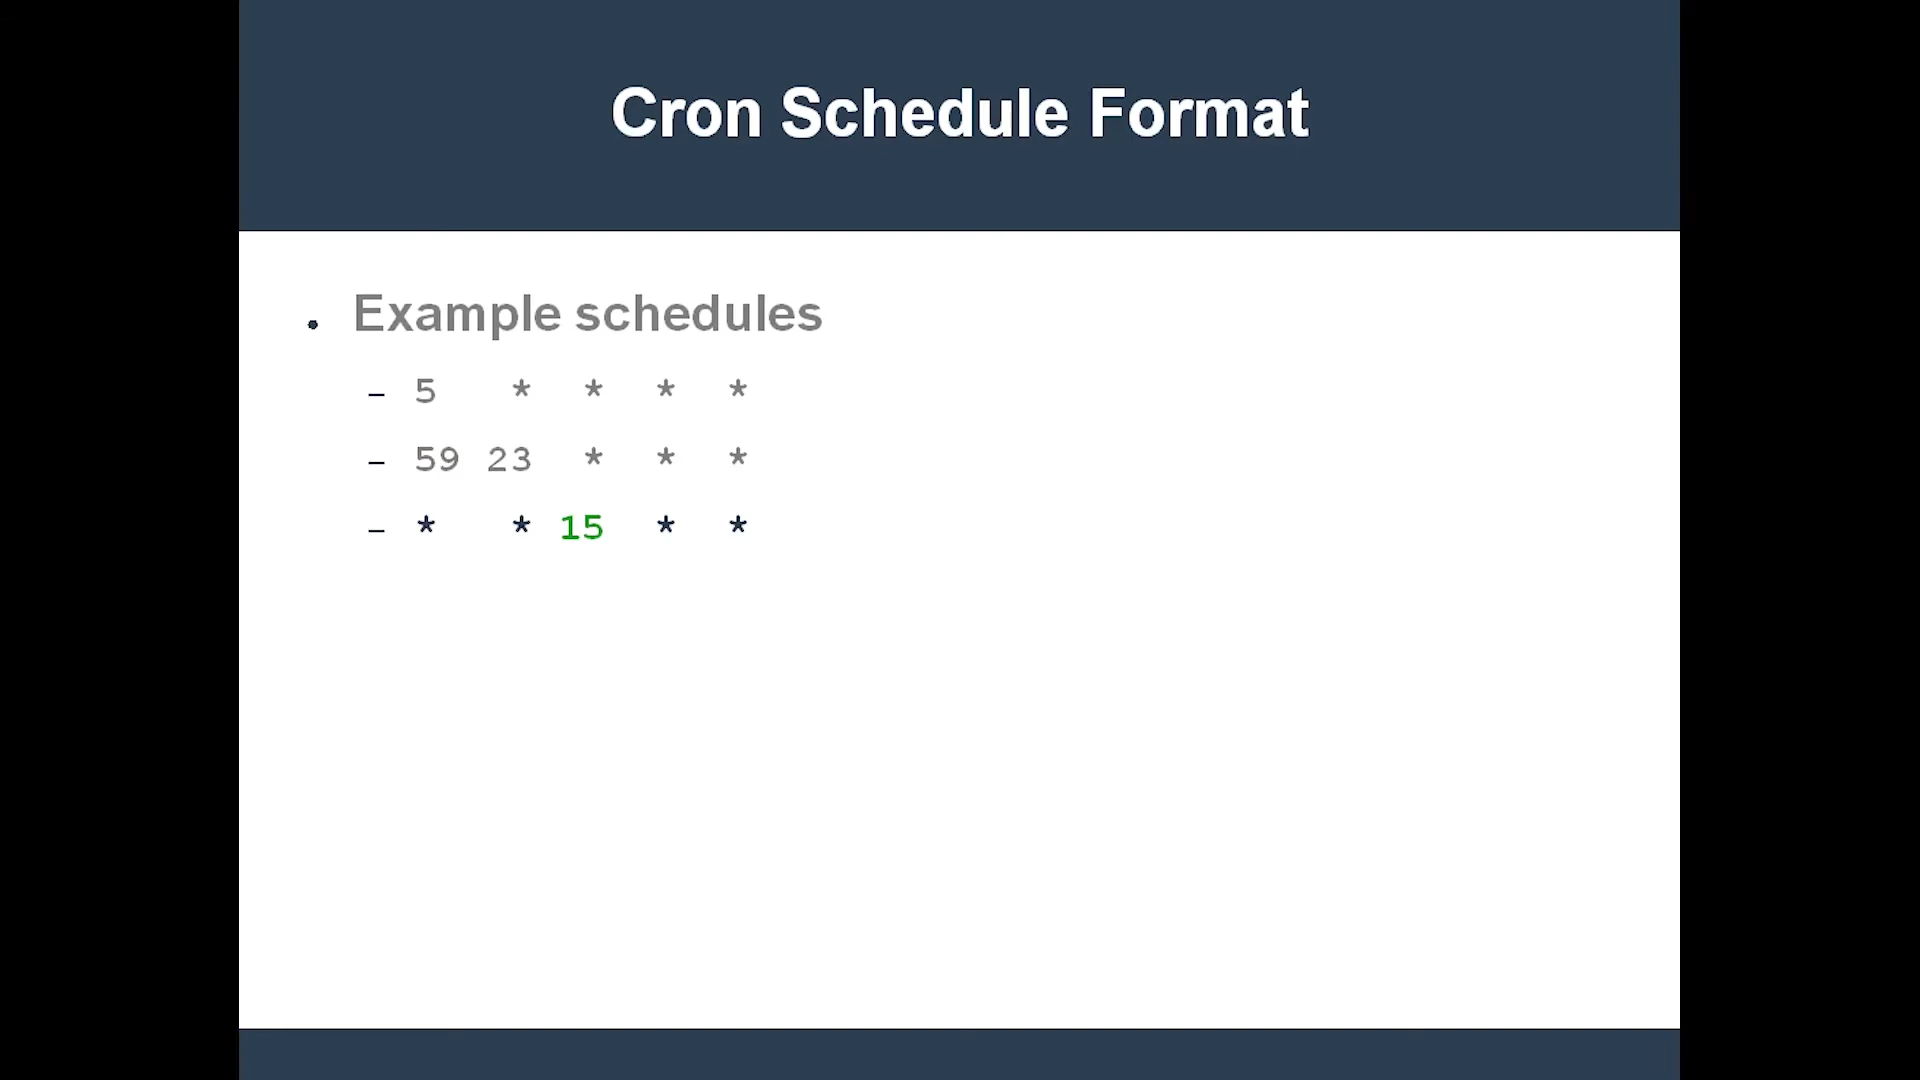 Cron Schedule Format
• Example schedules
– 5 * * * *
– 59 23 * * *
– * * 15 * *